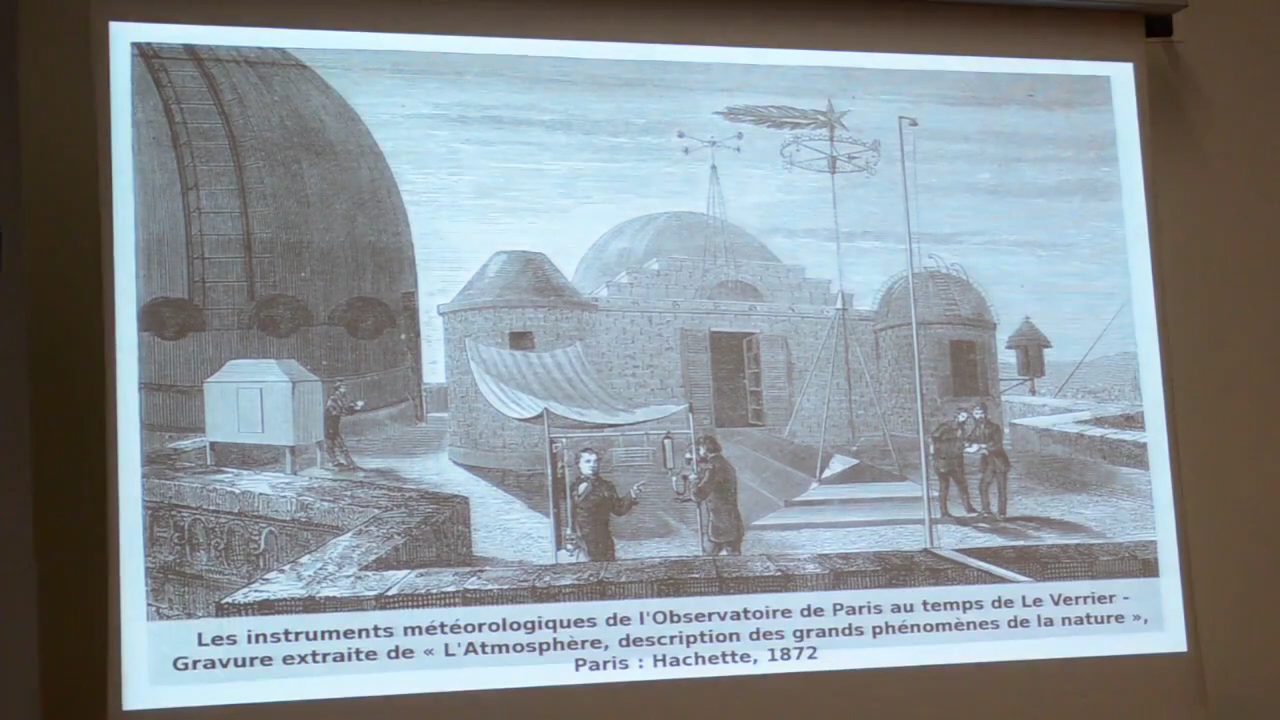 Les instruments météorologiques de l'Observatoire de Paris au temps de Le Verrier -
Gravure extraite de « L'Atmosphère, description des grands phénomènes de la nature »,
Paris : Hachette, 1872